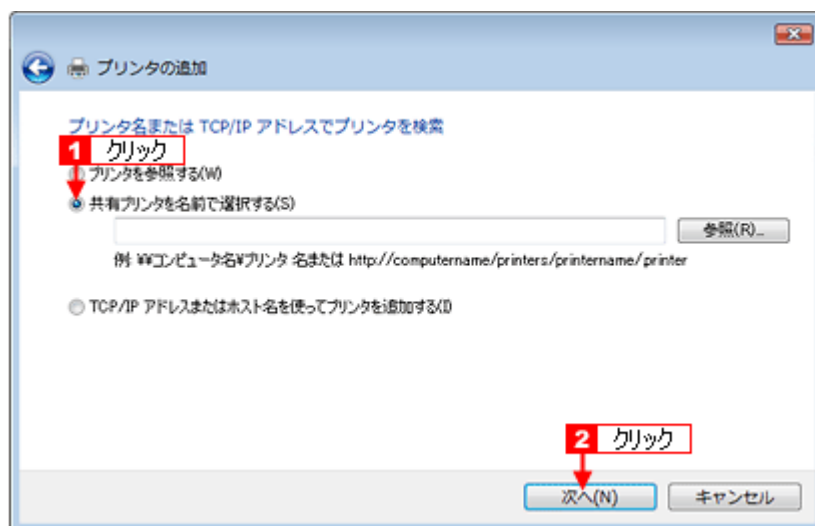 プリンタの追加
プリンタ名または TCP/IP アドレスでプリンタを検索
1 クリック
プリンタを参照する(W)
共有プリンタを名前で選択する(S)
参照(R)...
例: ¥¥コンピュータ名¥プリンタ 名または http://computername/printers/printername/printer
TCP/IP アドレスまたはホスト名を使ってプリンタを追加する(I)
2 クリック
次へ(N)
キャンセル